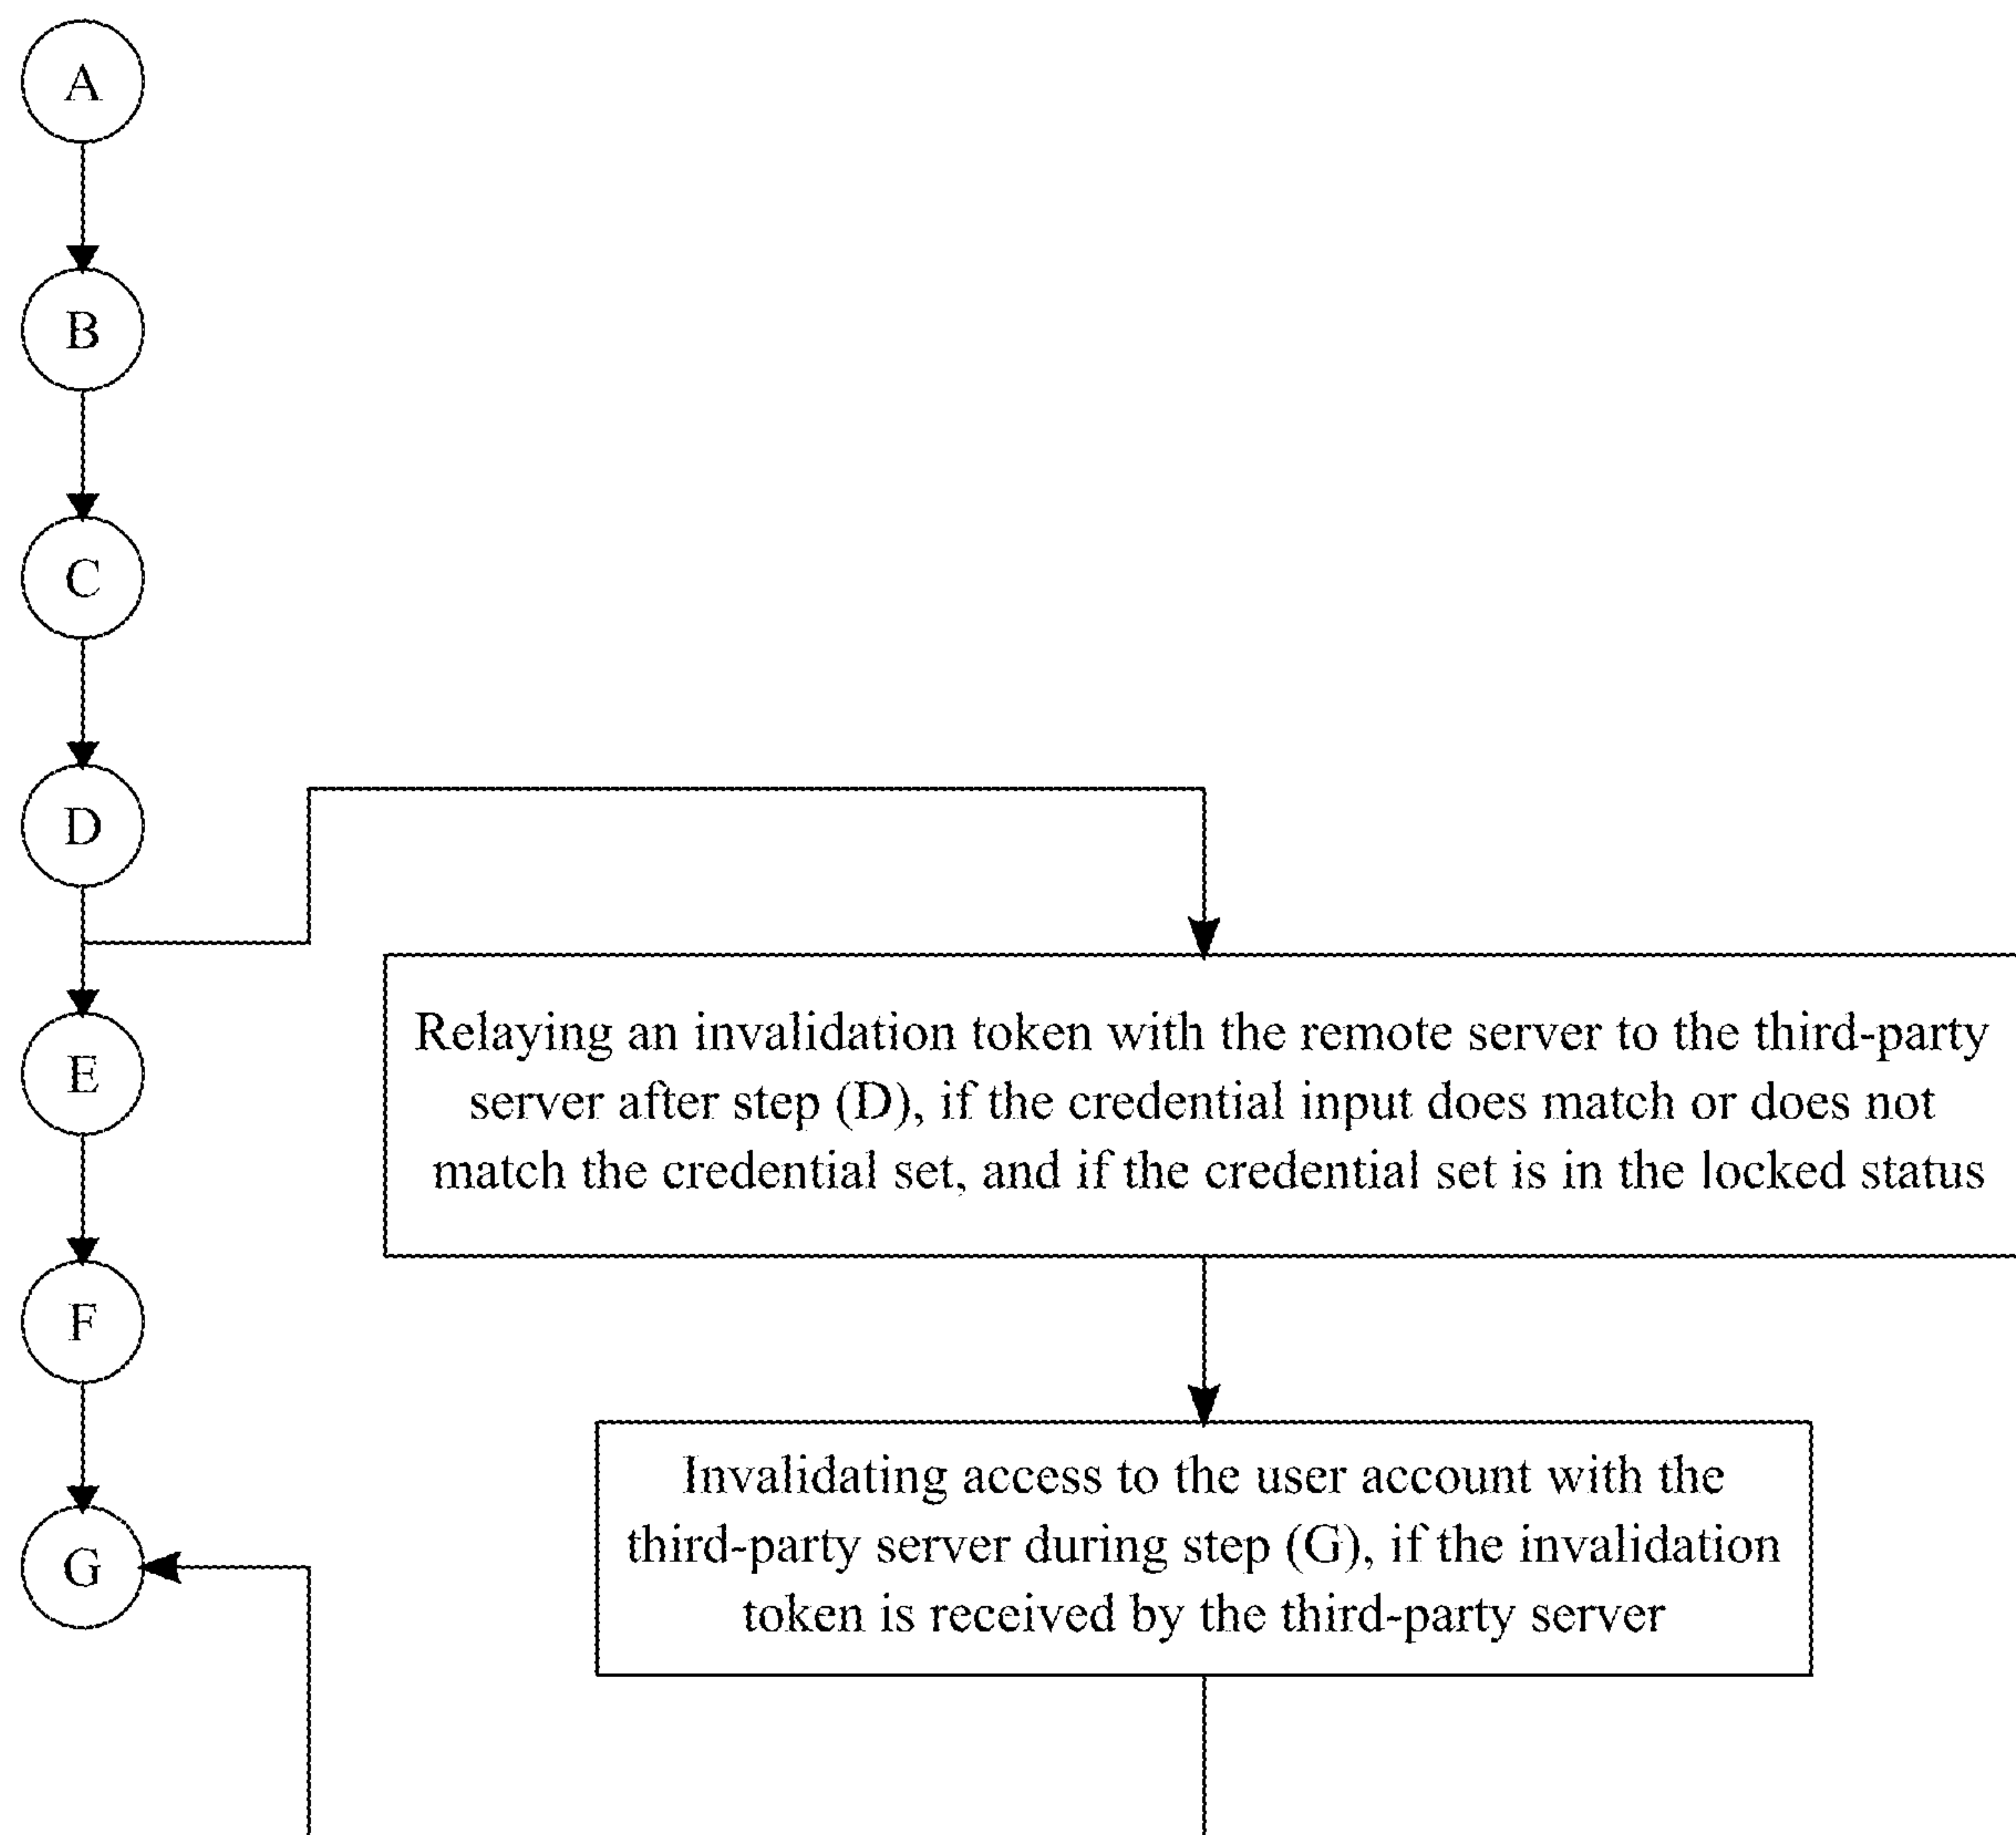 A
B
C
D
E
F
G
Relaying an invalidation token with the remote server to the third-party
server after step (D), if the credential input does match or does not
match the credential set, and if the credential set is in the locked status
Invalidating access to the user account with the
third-party server during step (G), if the invalidation
token is received by the third-party server